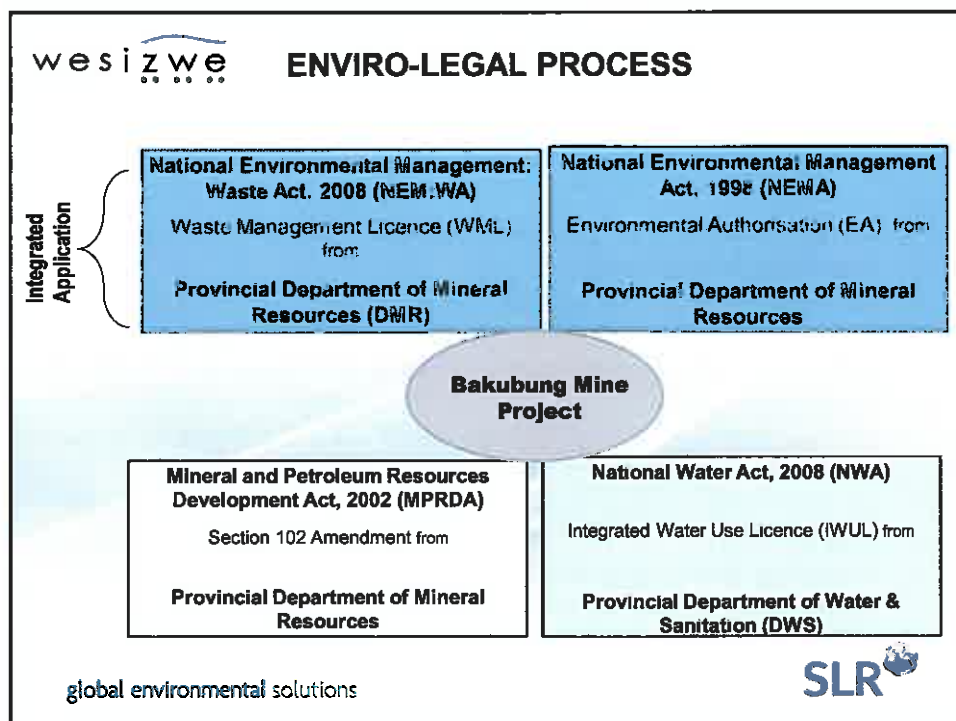 wesizwe
ENVIRO-LEGAL PROCESS
Integrated
Application
National Environmental Management:
Waste Act. 2008 (NEM:WA)
Waste Management Licence (WML)
from
Provincial Department of Mineral
Resources (DMR)
National Environmental Management
Act. 1998 (NEMA)
Environmental Authorisation (EA) from
Provincial Department of Mineral
Resources
Bakubung Mine
Project
Mineral and Petroleum Resources
Development Act, 2002 (MPRDA)
Section 102 Amendment from
Provincial Department of Mineral
Resources
National Water Act, 2008 (NWA)
Integrated Water Use Licence (IWUL) from
Provincial Department of Water &
Sanitation (DWS)
global environmental solutions
SLR